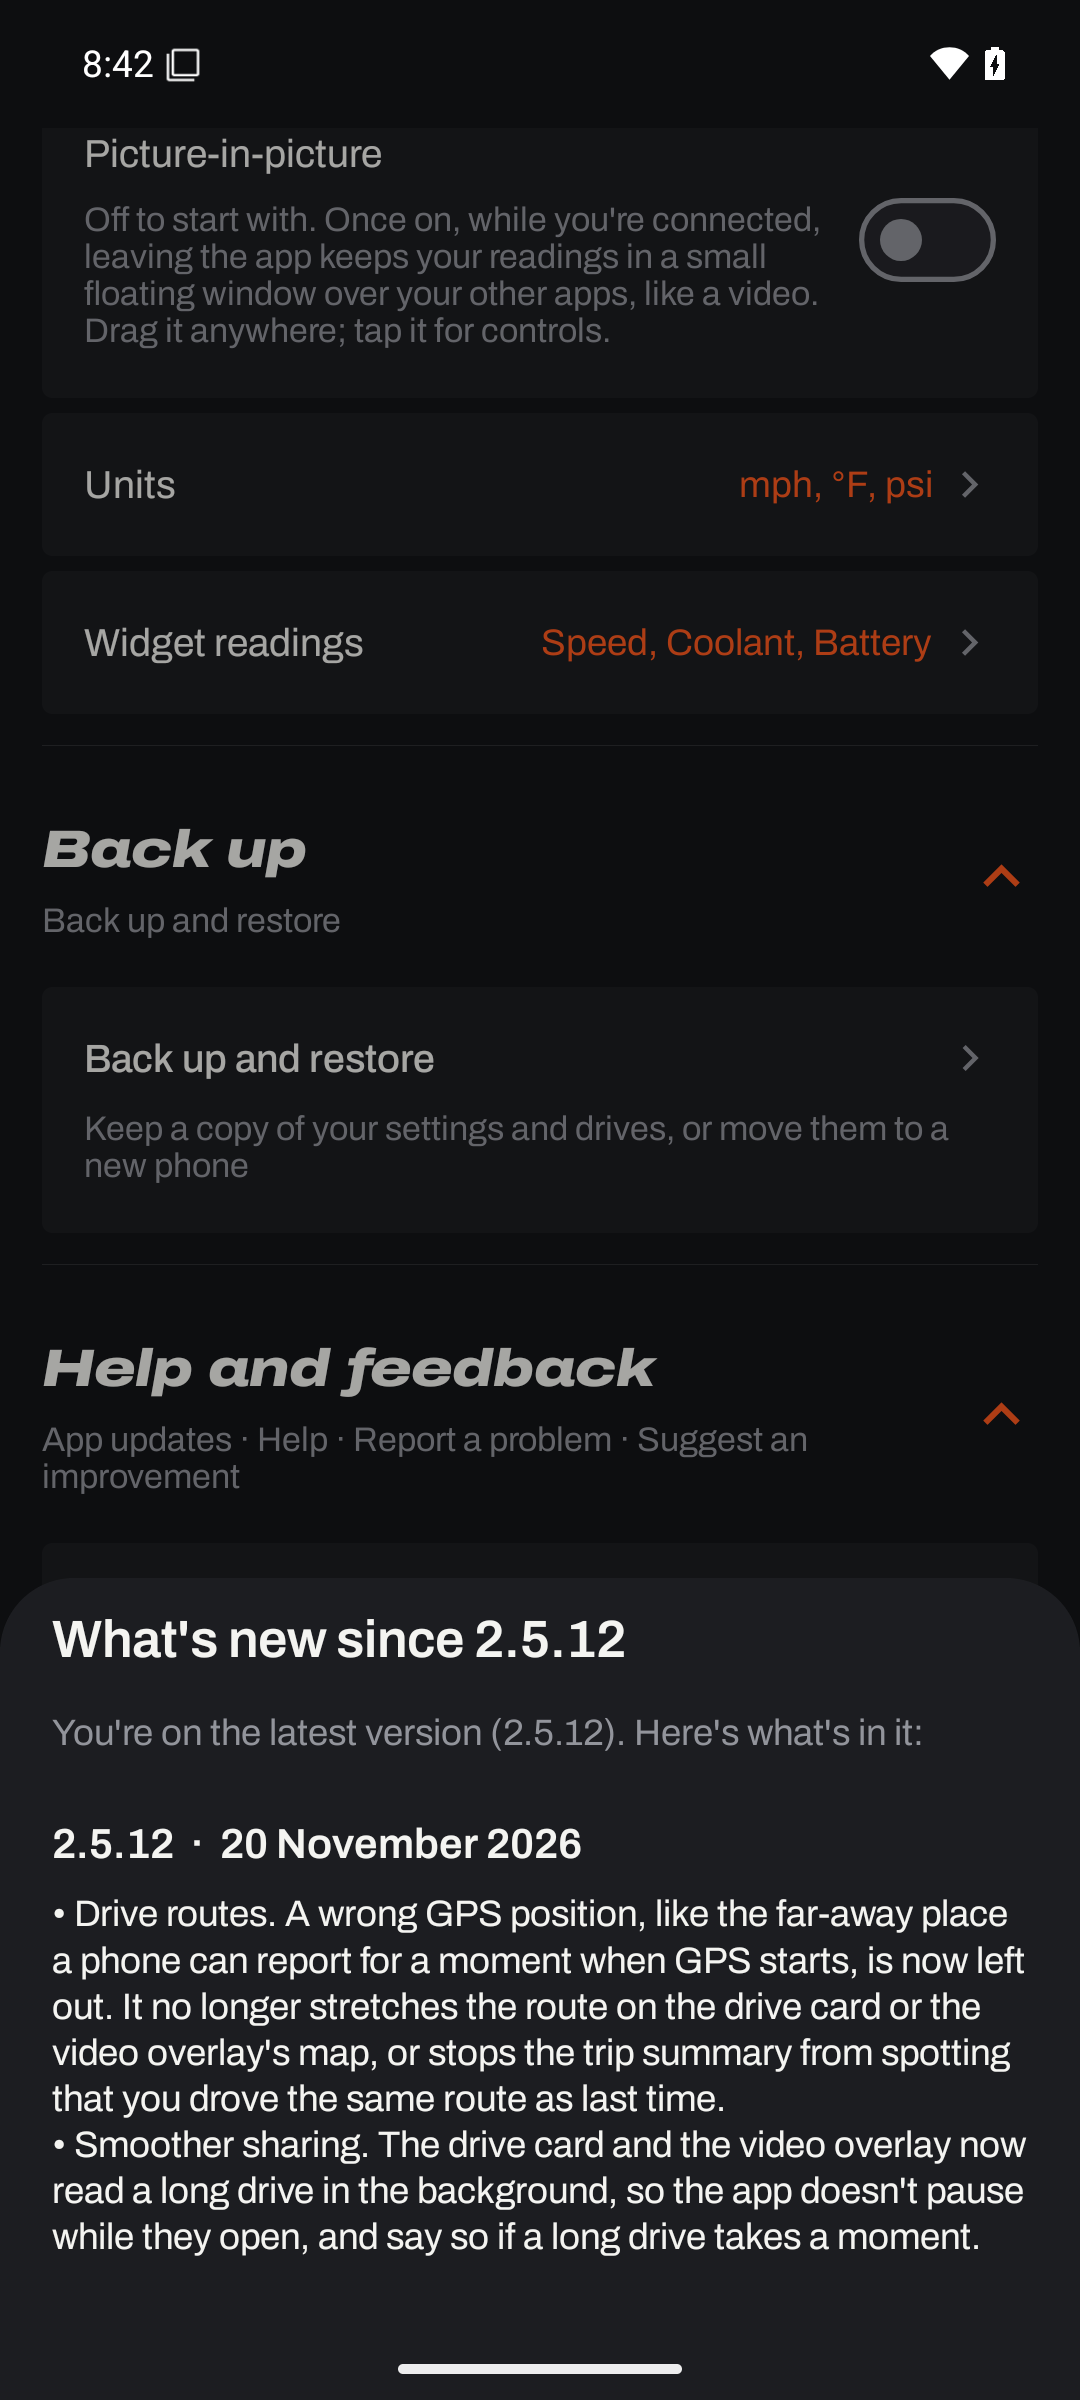 8:42
Picture-in-picture
Off to start with. Once on, while you're connected,
leaving the app keeps your readings in a small
floating window over your other apps, like a video.
Drag it anywhere; tap it for controls.
Units
mph, °F, psi
Widget readings
Speed, Coolant, Battery
Back up
Back up and restore
Back up and restore
Keep a copy of your settings and drives, or move them to a
new phone
Help and feedback
App updates · Help · Report a problem · Suggest an
improvement
What's new since 2.5.12
You're on the latest version (2.5.12). Here's what's in it:
2.5.12 · 20 November 2026
• Drive routes. A wrong GPS position, like the far-away place
a phone can report for a moment when GPS starts, is now left
out. It no longer stretches the route on the drive card or the
video overlay's map, or stops the trip summary from spotting
that you drove the same route as last time.
• Smoother sharing. The drive card and the video overlay now
read a long drive in the background, so the app doesn't pause
while they open, and say so if a long drive takes a moment.